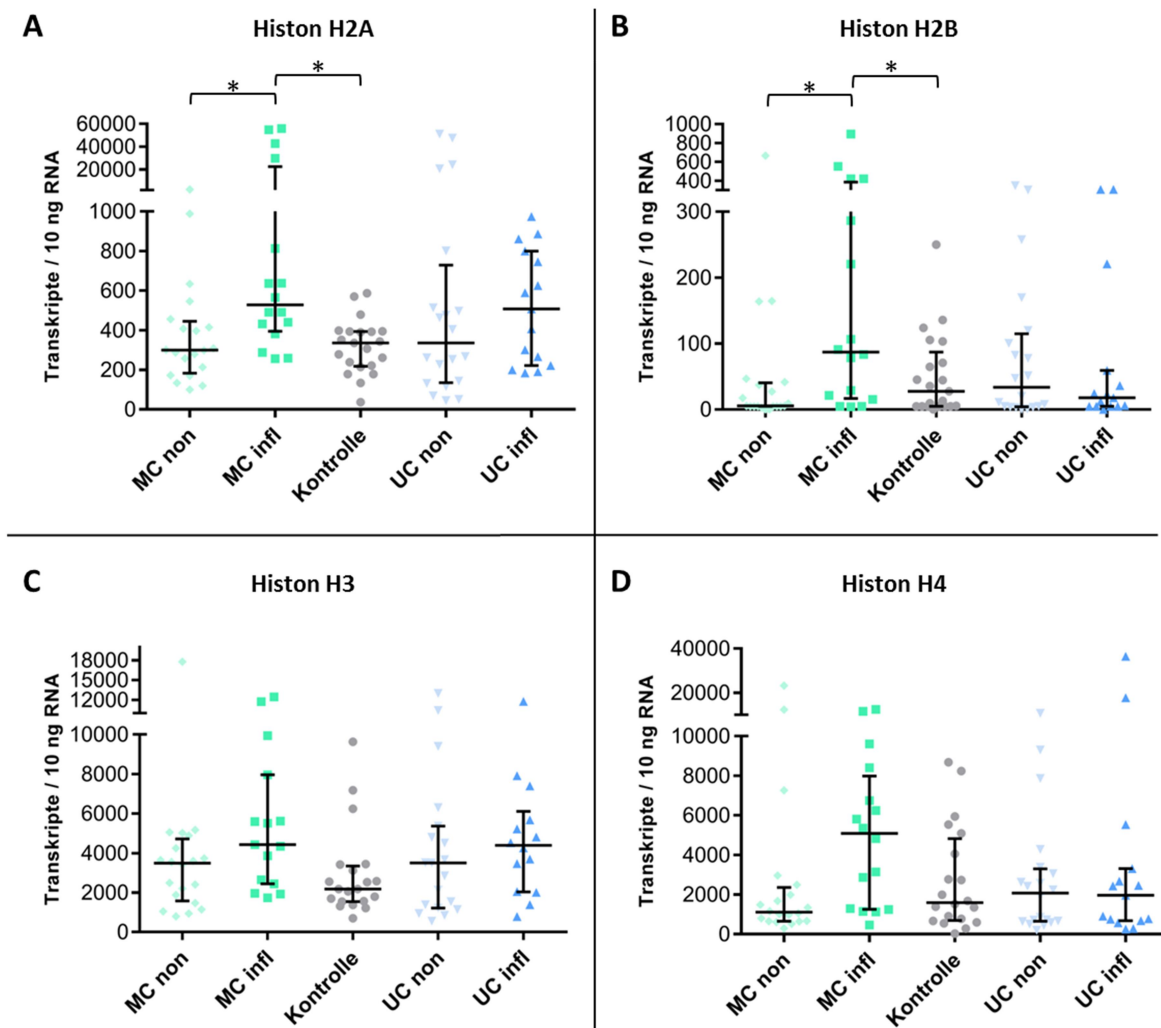 A
Histon H2A
*
*
Transkripte / 10 ng RNA
60000
40000
20000
1000
800
600
400
200
0
MC non
MC infl
Kontrolle
UC non
UC infl
B
Histon H2B
*
*
Transkripte / 10 ng RNA
1000
800
600
400
300
200
100
0
MC non
MC infl
Kontrolle
UC non
UC infl
C
Histon H3
Transkripte / 10 ng RNA
18000
15000
12000
10000
8000
6000
4000
2000
0
MC non
MC infl
Kontrolle
UC non
UC infl
D
Histon H4
Transkripte / 10 ng RNA
40000
20000
10000
8000
6000
4000
2000
0
MC non
MC infl
Kontrolle
UC non
UC infl